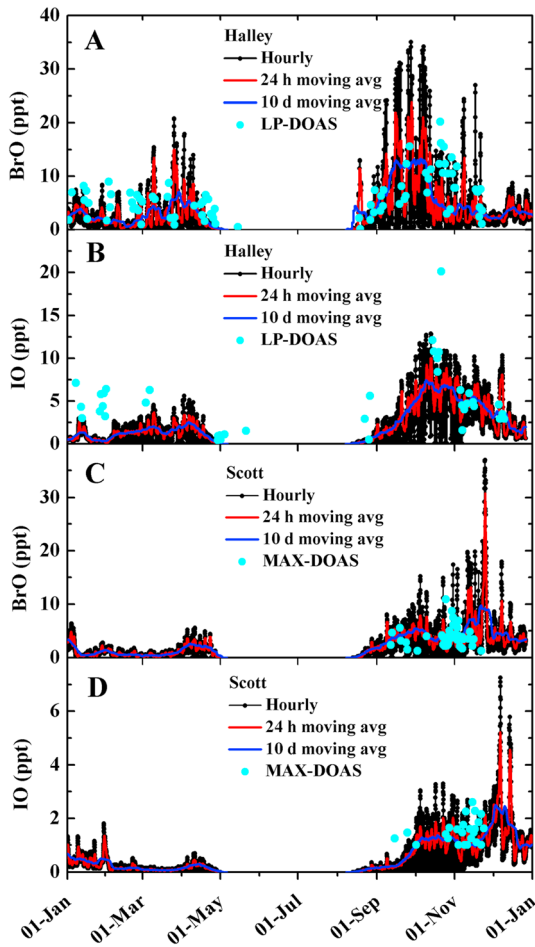 A
Halley
Hourly
24 h moving avg
10 d moving avg
LP-DOAS
BrO (ppt)
40
30
20
10
0
B
Halley
Hourly
24 h moving avg
10 d moving avg
LP-DOAS
IO (ppt)
20
15
10
5
0
C
Scott
Hourly
24 h moving avg
10 d moving avg
MAX-DOAS
BrO (ppt)
30
20
10
0
D
Scott
Hourly
24 h moving avg
10 d moving avg
MAX-DOAS
IO (ppt)
6
4
2
0
01-Jan
01-Mar
01-May
01-Jul
01-Sep
01-Nov
01-Jan